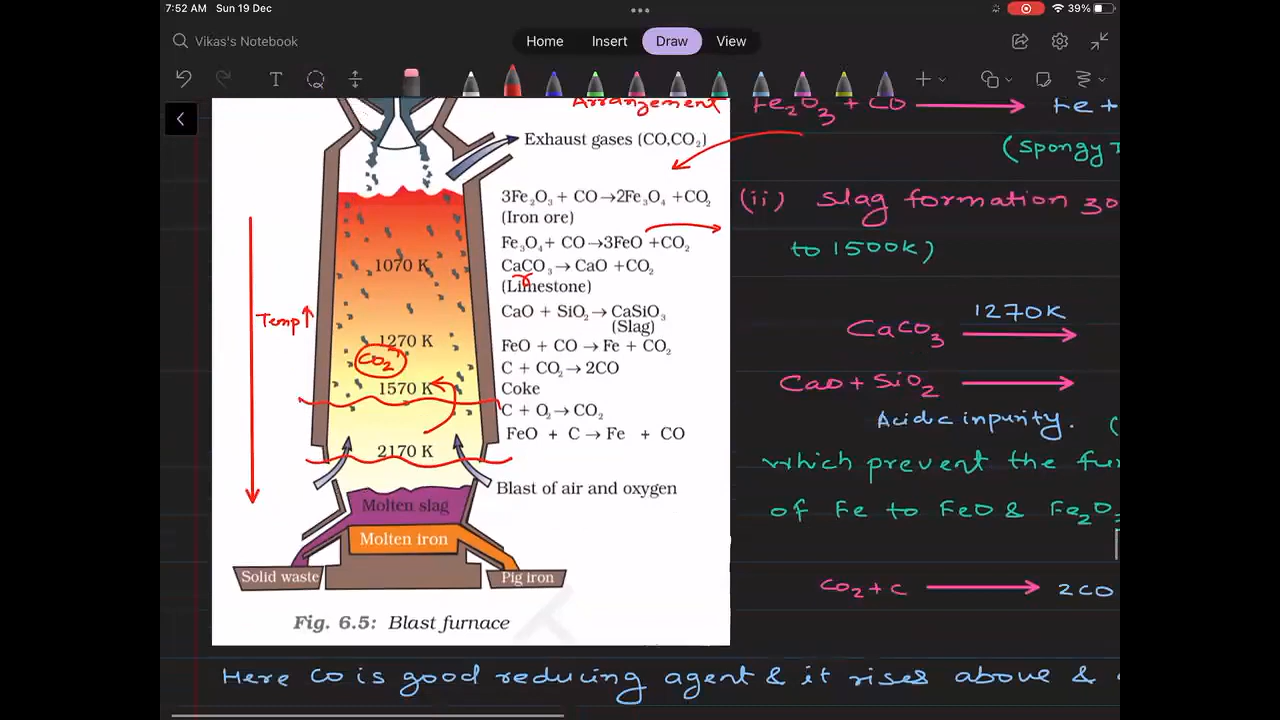 7:52 AM Sun 19 Dec
39%
Vikas's Notebook
Home Insert Draw View
Arrangement
Exhaust gases (CO,CO₂)
3Fe₂O₃ + CO→2Fe₃O₄ +CO₂
(Iron ore)
Fe₃O₄+ CO→3FeO +CO₂
CaCO₃→ CaO +CO₂
(Limestone)
CaO + SiO₂→ CaSiO₃
(Slag)
FeO + CO → Fe + CO₂
C + CO₂→ 2CO
Coke
C + O₂→ CO₂
FeO + C → Fe + CO
1070 K
Temp↑
1270 K
CO₂
1570 K
2170 K
Blast of air and oxygen
Molten slag
Molten iron
Solid waste
Pig iron
Fig. 6.5: Blast furnace
Fe₂O₃ + CO → Fe +
(spongy
(ii) Slag formation
to 1500K)
CaCO₃ 1270K →
CaO + SiO₂ →
Acidic inpurity. (
which prevent the
of Fe to FeO & Fe₂O₃
CO₂ + C → 2CO
Here CO is good reducing agent & it rises above &